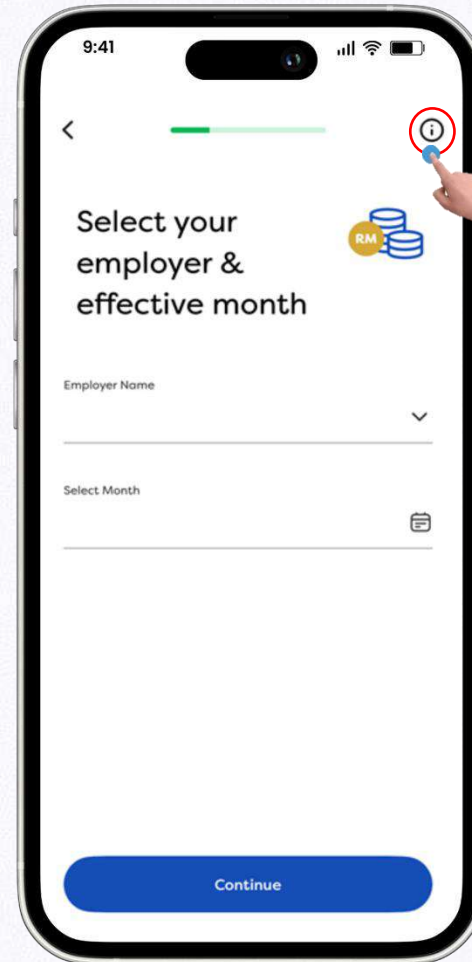 9:41
Select your
RM
employer &
effective month
Employer Name
Select Month
Continue